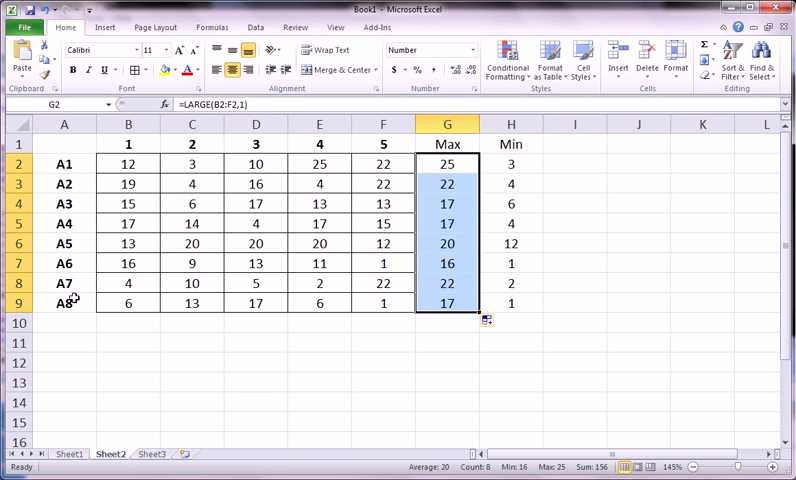 Book1 - Microsoft Excel
File Home Insert Page Layout Formulas Data Review View Add-Ins
Calibri 11 Wrap Text Number
Paste B I U Merge & Center $ % , Conditional Formatting Format as Table Cell Styles Insert Delete Format Sort & Filter Find & Select
Clipboard Font Alignment Number Styles Cells Editing
G2 fx =LARGE(B2:F2,1)
A B C D E F G H I J K L
1 1 2 3 4 5 Max Min
2 A1 12 3 10 25 22 25 3
3 A2 19 4 16 4 22 22 4
4 A3 15 6 17 13 13 17 6
5 A4 17 14 4 17 15 17 4
6 A5 13 20 20 20 12 20 12
7 A6 16 9 13 11 1 16 1
8 A7 4 10 5 2 22 22 2
9 A8 6 13 17 6 1 17 1
10
11
12
13
14
15
16
Sheet1 Sheet2 Sheet3
Ready Average: 20 Count: 8 Min: 16 Max: 25 Sum: 156 145%